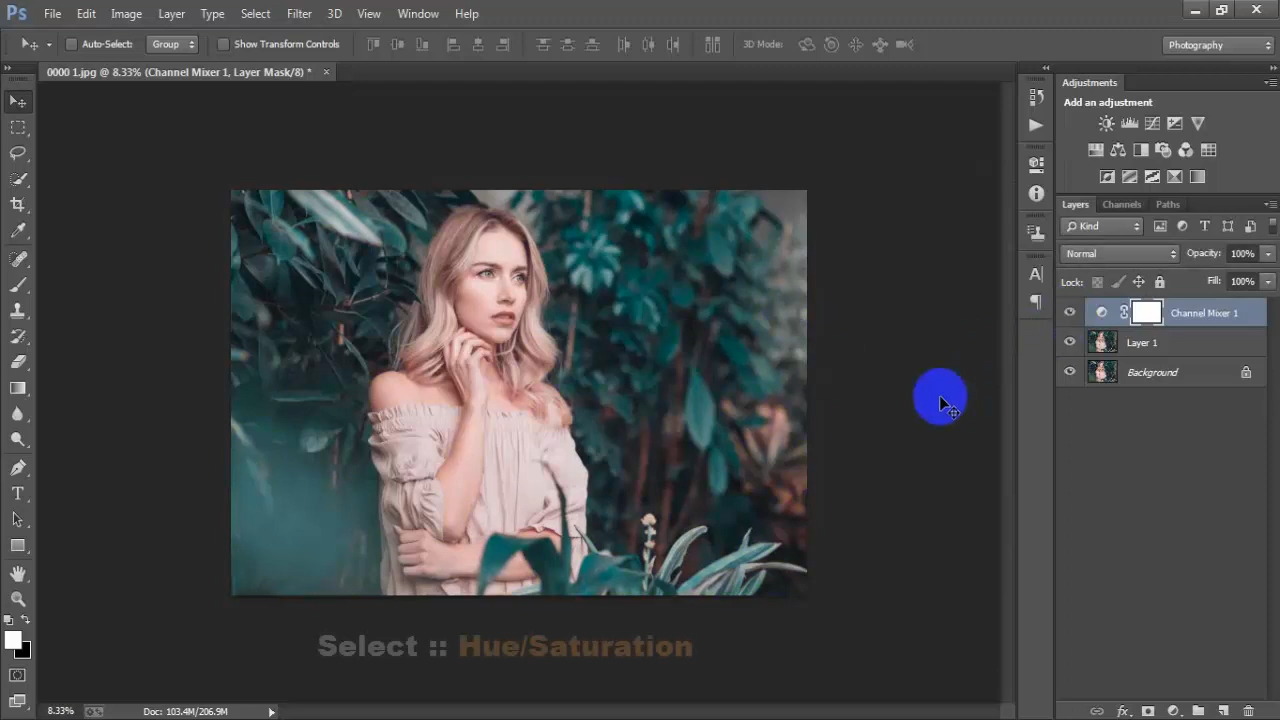 Ps File Edit Image Layer Type Select Filter 3D View Window Help
Auto-Select: Group Show Transform Controls 3D Mode: Photography
0000 1.jpg @ 8.33% (Channel Mixer 1, Layer Mask/8) * ×
Adjustments
Add an adjustment
Layers Channels Paths
Kind T
Normal Opacity: 100%
Lock: Fill: 100%
Channel Mixer 1
Layer 1
Background
Select :: Hue/Saturation
8.33% Doc: 103.4M/206.9M fx